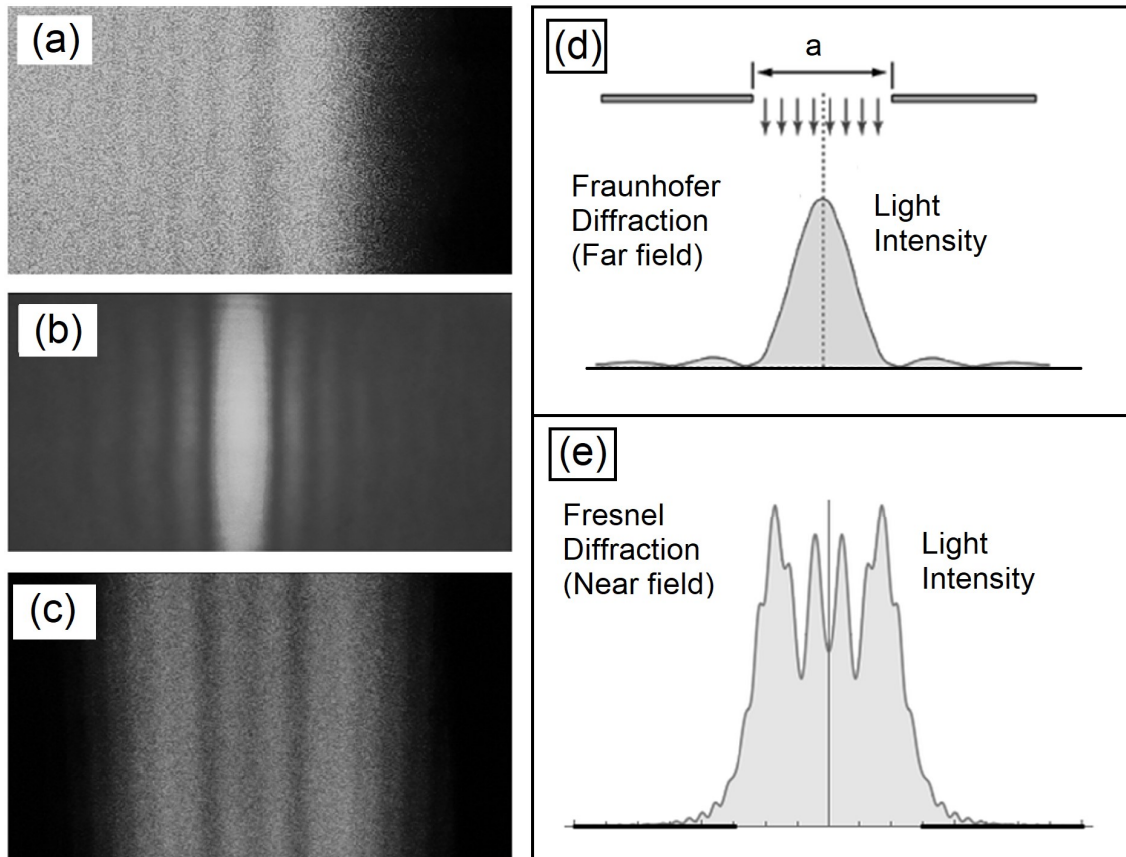 (a)
(b)
(c)
(d)
a
Fraunhofer
Diffraction
(Far field)
Light
Intensity
(e)
Fresnel
Diffraction
(Near field)
Light
Intensity